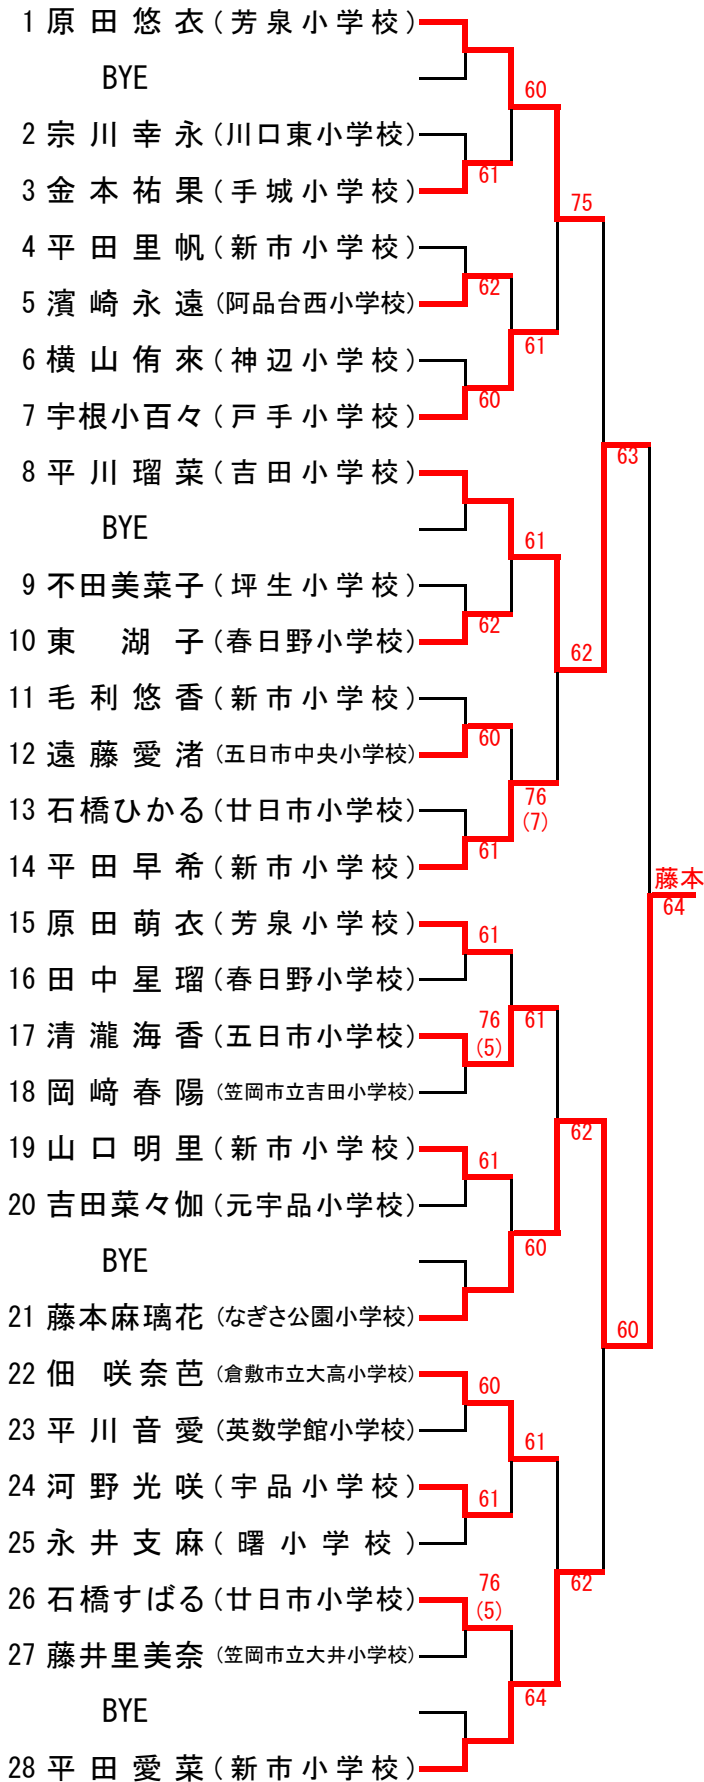 1 原田悠衣(芳泉小学校)
BYE
60
2 宗川幸永(川口東小学校)
61
3 金本祐果(手城小学校)
75
4 平田里帆(新市小学校)
62
5 濱崎永遠(阿品台西小学校)
61
6 横山侑來(神辺小学校)
60
7 宇根小百々(戸手小学校)
63
8 平川瑠菜(吉田小学校)
BYE
61
9 不田美菜子(坪生小学校)
62
10 東 湖子(春日野小学校)
62
11 毛利悠香(新市小学校)
60
12 遠藤愛渚(五日市中央小学校)
76
(7)
13 石橋ひかる(廿日市小学校)
61
14 平田早希(新市小学校)
藤本
64
15 原田萌衣(芳泉小学校)
61
16 田中星瑠(春日野小学校)
61
17 清瀧海香(五日市小学校)
76
(5)
18 岡﨑春陽(笠岡市立吉田小学校)
62
19 山口明里(新市小学校)
61
20 吉田菜々伽(元宇品小学校)
60
BYE
21 藤本麻璃花(なぎさ公園小学校)
60
22 佃 咲奈芭(倉敷市立大高小学校)
60
23 平川音愛(英数学館小学校)
61
24 河野光咲(宇品小学校)
61
25 永井支麻(曙小学校)
62
26 石橋すばる(廿日市小学校)
76
(5)
27 藤井里美奈(笠岡市立大井小学校)
64
BYE
28 平田愛菜(新市小学校)